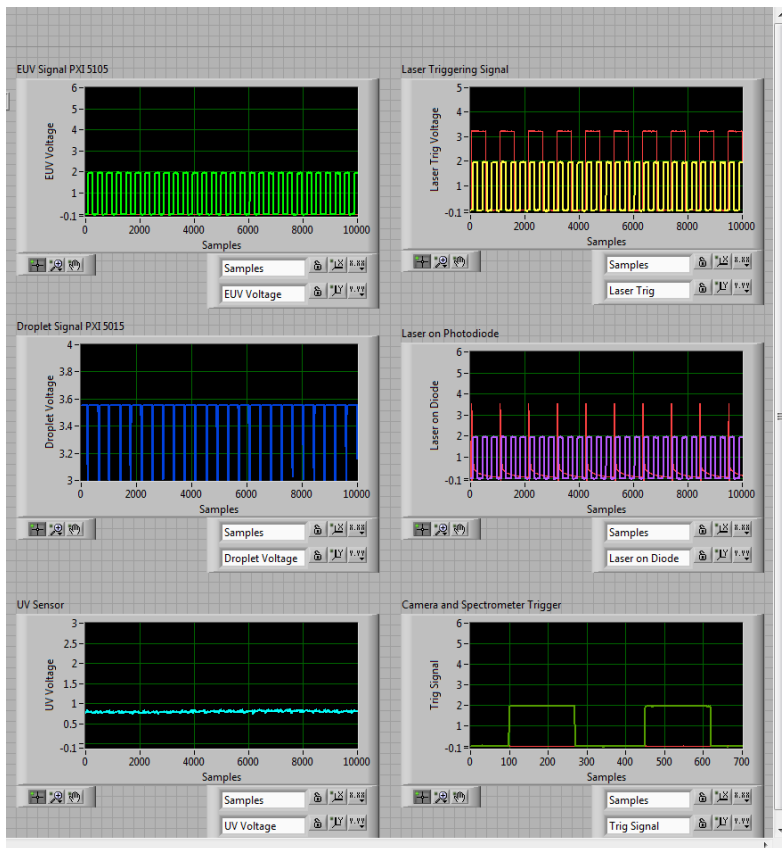 EUV Signal PXI 5105
6
5
4
3
2
1
-0.1
EUV Voltage
0 2000 4000 6000 8000 10000
Samples
Samples
EUV Voltage
Laser Triggering Signal
5
4
3
2
1
-0.1
Laser Trig Voltage
0 2000 4000 6000 8000 10000
Samples
Samples
Laser Trig
Droplet Signal PXI 5015
4
3.8
3.6
3.4
3.2
3
Droplet Voltage
0 2000 4000 6000 8000 10000
Samples
Samples
Droplet Voltage
Laser on Photodiode
6
5
4
3
2
1
-0.1
Laser on Diode
0 2000 4000 6000 8000 10000
Samples
Samples
Laser on Diode
UV Sensor
3
2.5
2
1.5
1
0.5
-0.1
UV Voltage
0 2000 4000 6000 8000 10000
Samples
Samples
UV Voltage
Camera and Spectrometer Trigger
6
5
4
3
2
1
-0.1
Trig Signal
0 100 200 300 400 500 600 700
Samples
Samples
Trig Signal